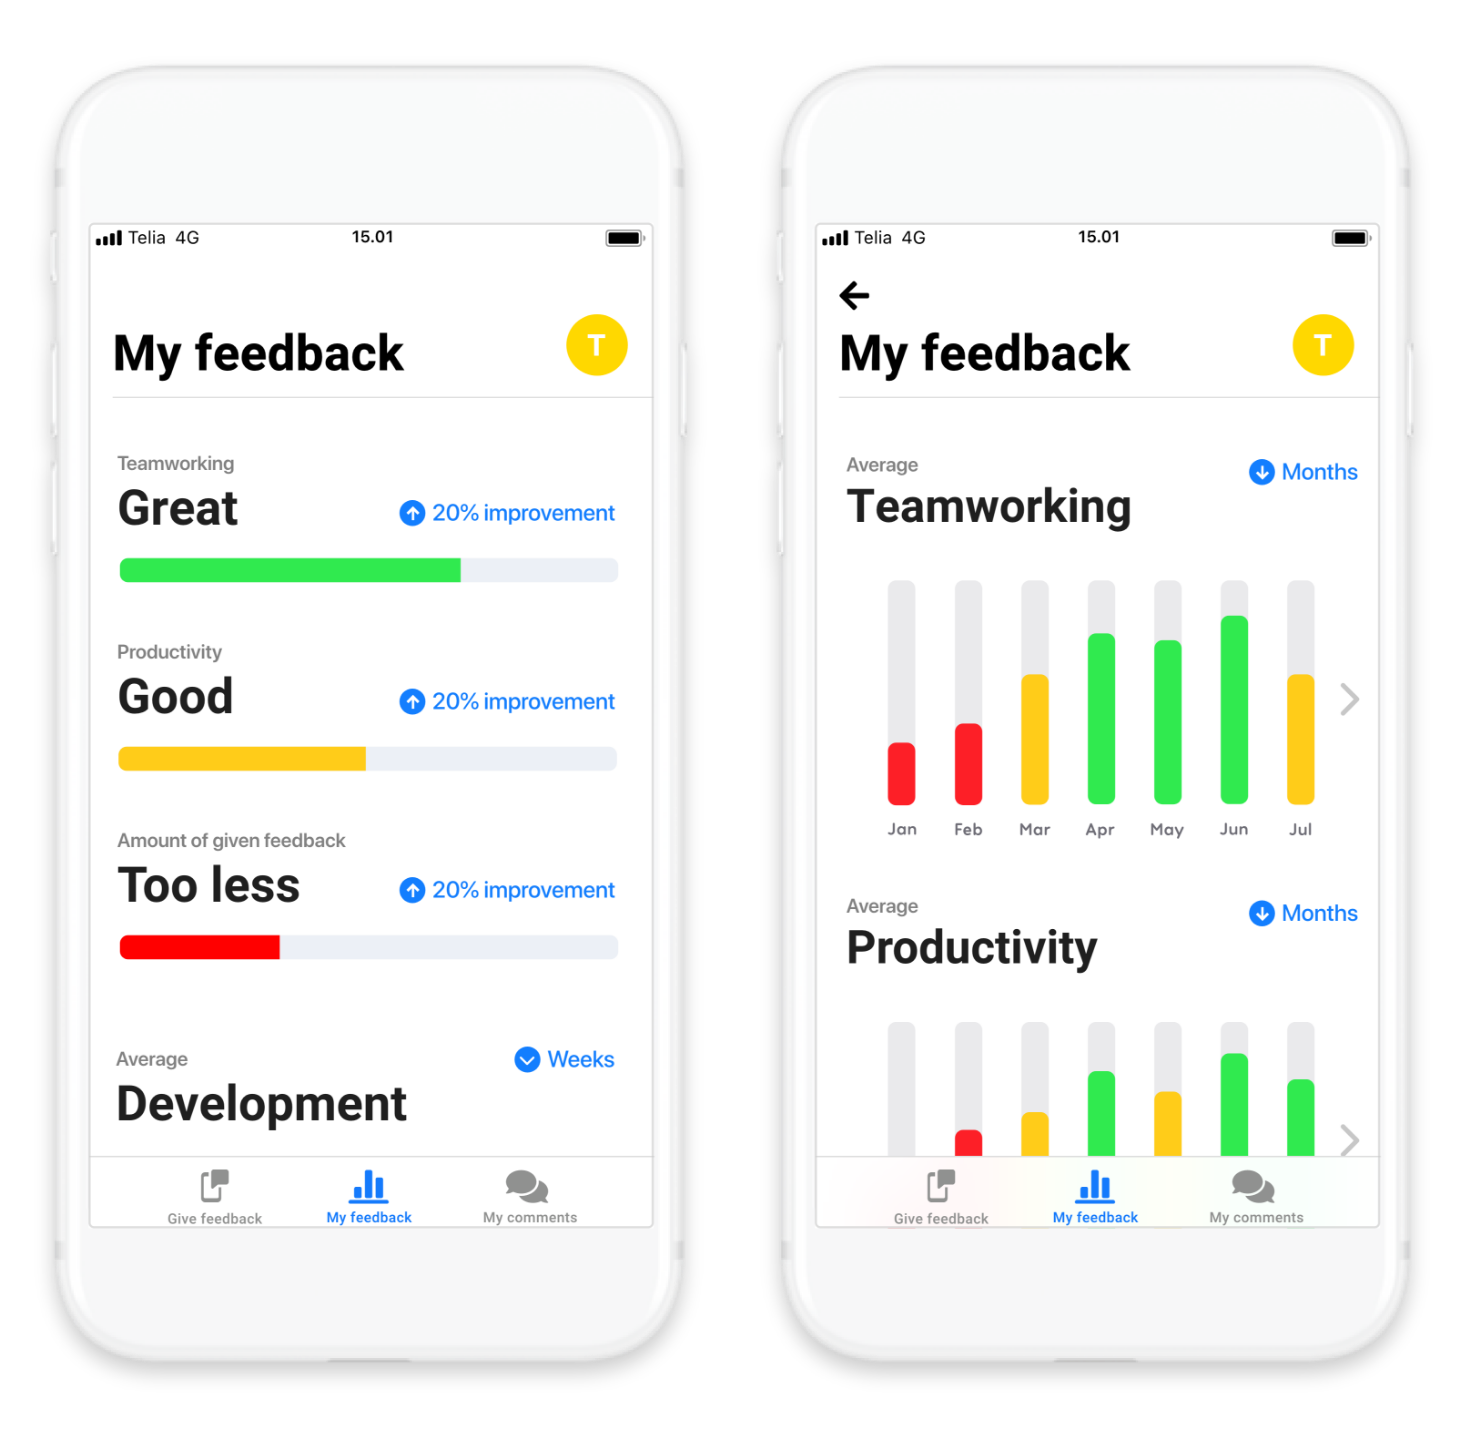 Telia 4G 15.01
My feedback T
Teamworking
Great 20% improvement
Productivity
Good 20% improvement
Amount of given feedback
Too less 20% improvement
Average Weeks
Development
Give feedback My feedback My comments
Telia 4G 15.01
My feedback T
Average Months
Teamworking
Jan Feb Mar Apr May Jun Jul
Average Months
Productivity
Give feedback My feedback My comments